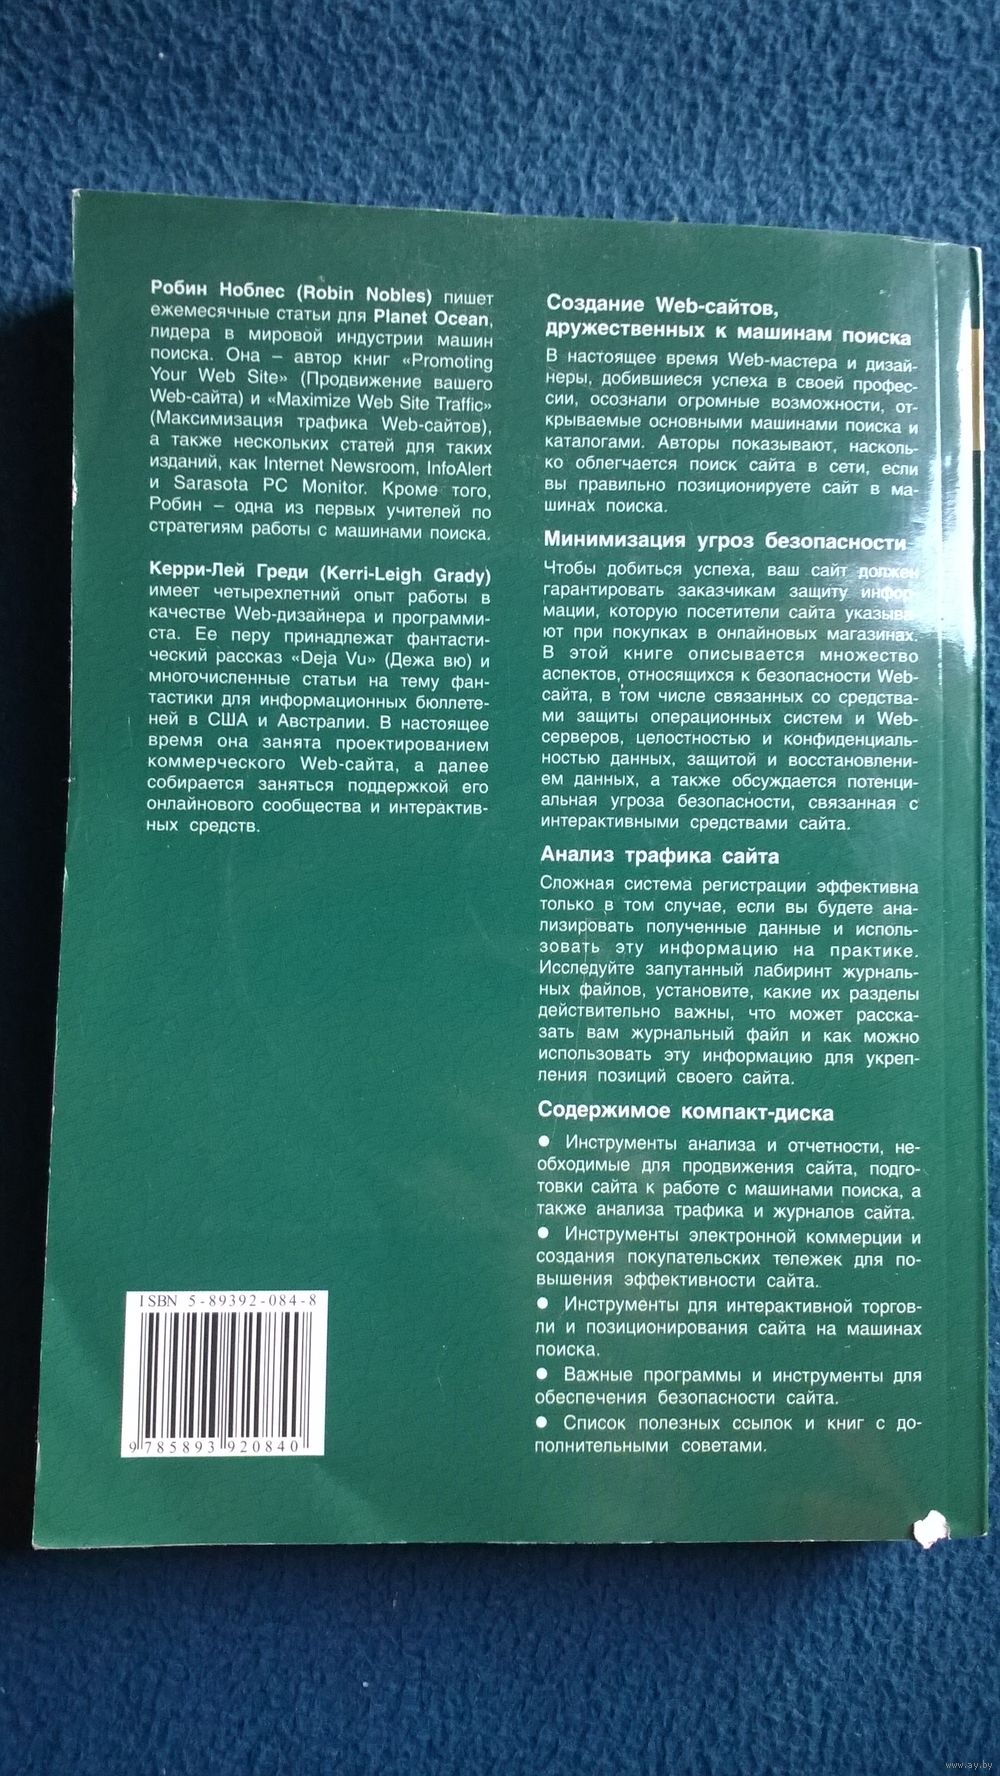 Робин Ноблес (Robin Nobles) пишет
ежемесячные статьи для Planet Ocean,
лидера в мировой индустрии машин
поиска. Она – автор книг «Promoting
Your Web Site» (Продвижение вашего
Web-сайта) и «Maximize Web Site Traffic»
(Максимизация трафика Web-сайтов),
а также нескольких статей для таких
изданий, как Internet Newsroom, InfoAlert
и Sarasota PC Monitor. Кроме того,
Робин – одна из первых учителей по
стратегиям работы с машинами поиска.
Керри-Лей Греди (Kerri-Leigh Grady)
имеет четырехлетний опыт работы в
качестве Web-дизайнера и программи-
ста. Ее перу принадлежат фантасти-
ческий рассказ «Deja Vu» (Дежа вю) и
многочисленные статьи на тему фан-
тастики для информационных бюллете-
ней в США и Австралии. В настоящее
время она занята проектированием
коммерческого Web-сайта, а далее
собирается заняться поддержкой его
онлайнового сообщества и интерактив-
ных средств.
ISBN 5-89392-084-8
9 785893 920840
Создание Web-сайтов,
дружественных к машинам поиска
В настоящее время Web-мастера и дизай-
неры, добившиеся успеха в своей профес-
сии, осознали огромные возможности, от-
крываемые основными машинами поиска и
каталогами. Авторы показывают, насколь-
ко облегчается поиск сайта в сети, если
вы правильно позиционируете сайт в ма-
шинах поиска.
Минимизация угроз безопасности
Чтобы добиться успеха, ваш сайт должен
гарантировать заказчикам защиту инфор-
мации, которую посетители сайта указыва-
ют при покупках в онлайновых магазинах.
В этой книге описывается множество
аспектов, относящихся к безопасности Web-
сайта, в том числе связанных со средства-
ми защиты операционных систем и Web-
серверов, целостностью и конфиденциаль-
ностью данных, защитой и восстановлени-
ем данных, а также обсуждается потенци-
альная угроза безопасности, связанная с
интерактивными средствами сайта.
Анализ трафика сайта
Сложная система регистрации эффективна
только в том случае, если вы будете ана-
лизировать полученные данные и исполь-
зовать эту информацию на практике.
Исследуйте запутанный лабиринт журналь-
ных файлов, установите, какие их разделы
действительно важны, что может расска-
зать вам журнальный файл и как можно
использовать эту информацию для укреп-
ления позиций своего сайта.
Содержимое компакт-диска
● Инструменты анализа и отчетности, не-
обходимые для продвижения сайта, подго-
товки сайта к работе с машинами поиска, а
также анализа трафика и журналов сайта.
● Инструменты электронной коммерции и
создания покупательских тележек для по-
вышения эффективности сайта.
● Инструменты для интерактивной торгов-
ли и позиционирования сайта на машинах
поиска.
● Важные программы и инструменты для
обеспечения безопасности сайта.
● Список полезных ссылок и книг с до-
полнительными советами.
www.ay.by